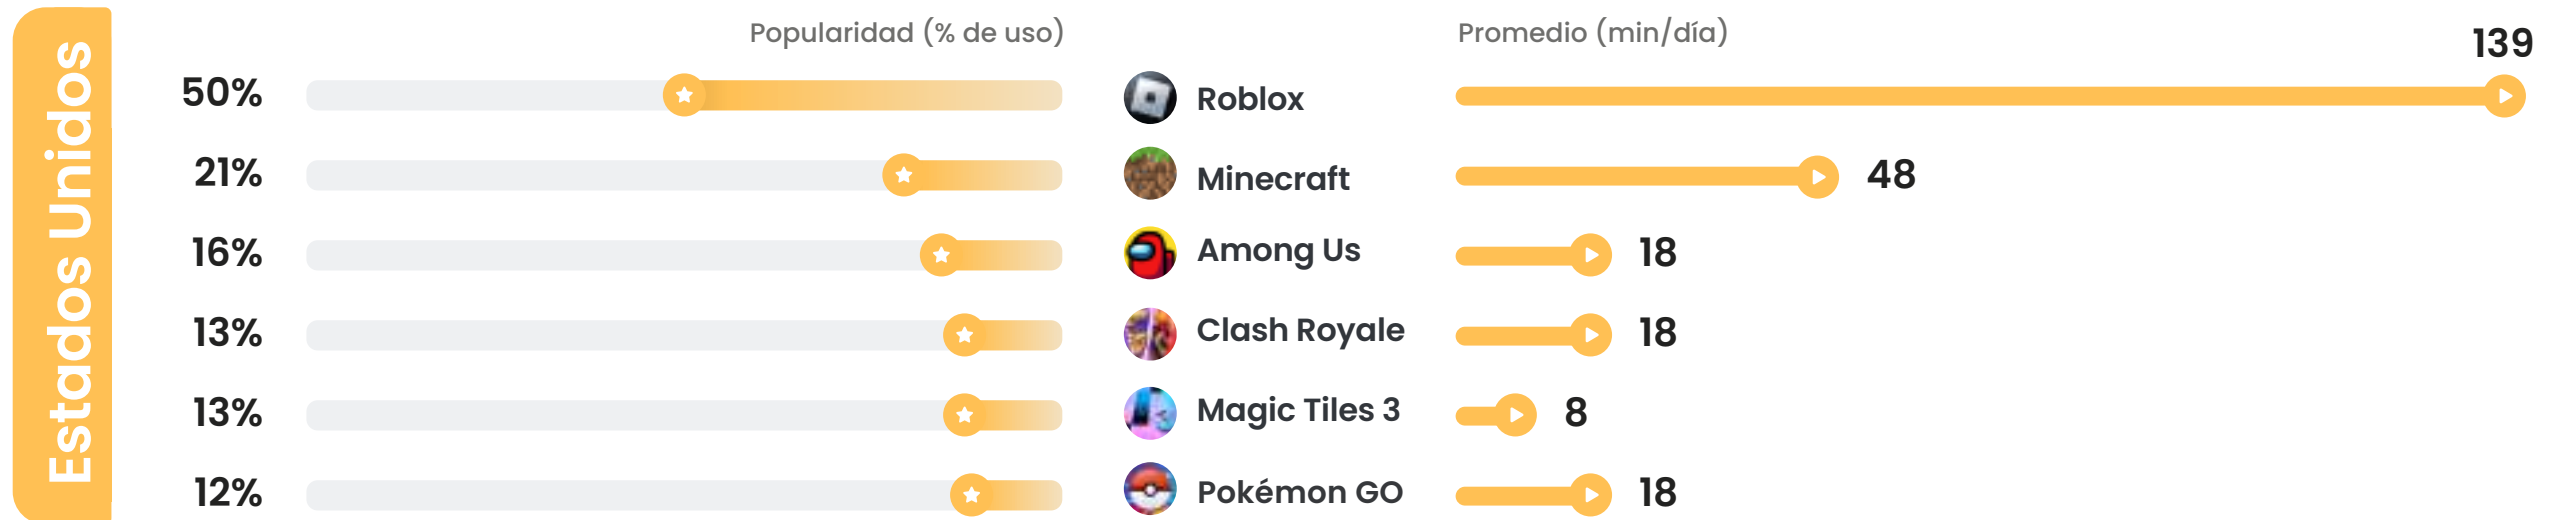 Estados Unidos
Popularidad (% de uso)
Promedio (min/día)
50%
Roblox
139
21%
Minecraft
48
16%
Among Us
18
13%
Clash Royale
18
13%
Magic Tiles 3
8
12%
Pokémon GO
18